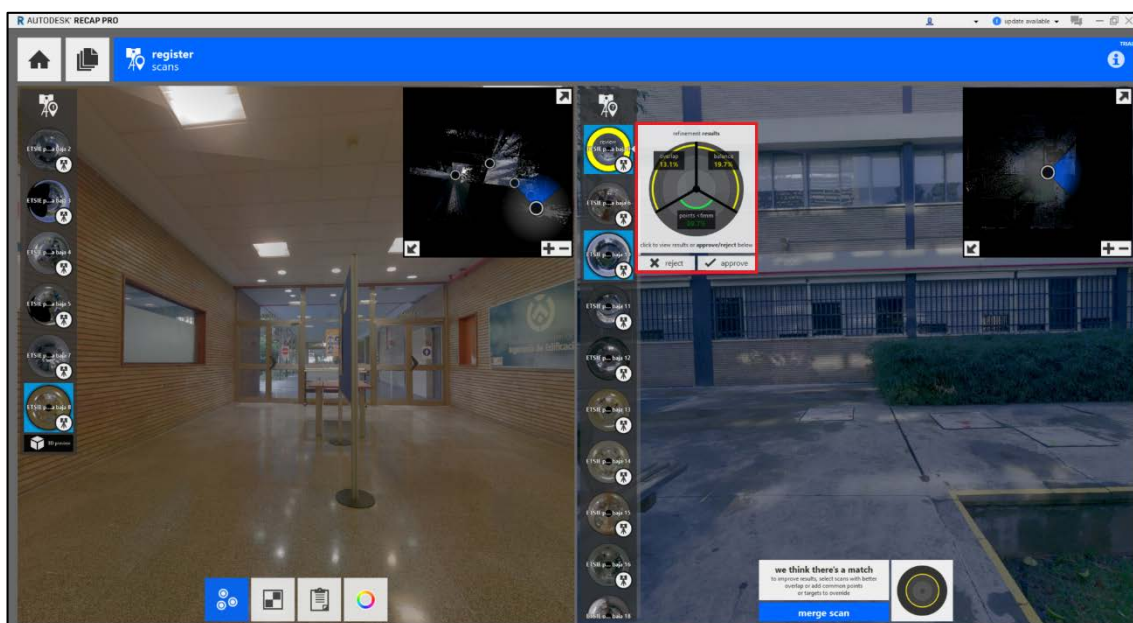 AUTODESK® RECAP PRO
update available
TRIAL
register
scans
ETSIE p...a baja 2
ETSIE p...a baja 3
ETSIE p...a baja 4
ETSIE p...a baja 5
ETSIE p...a baja 7
ETSIE p...a baja 8
3D preview
ETSIE p...a baja 6
ETSIE p... baja 11
ETSIE p... baja 12
ETSIE p... baja 13
ETSIE p... baja 14
ETSIE p... baja 15
ETSIE p... baja 16
ETSIE p... baja 18
refinement results
overlap
13.1%
balance
19.7%
points <6mm
click to view results or approve/reject below
reject
approve
we think there's a match
to improve results, select scans with better
overlap or add common points
or targets to override
merge scan